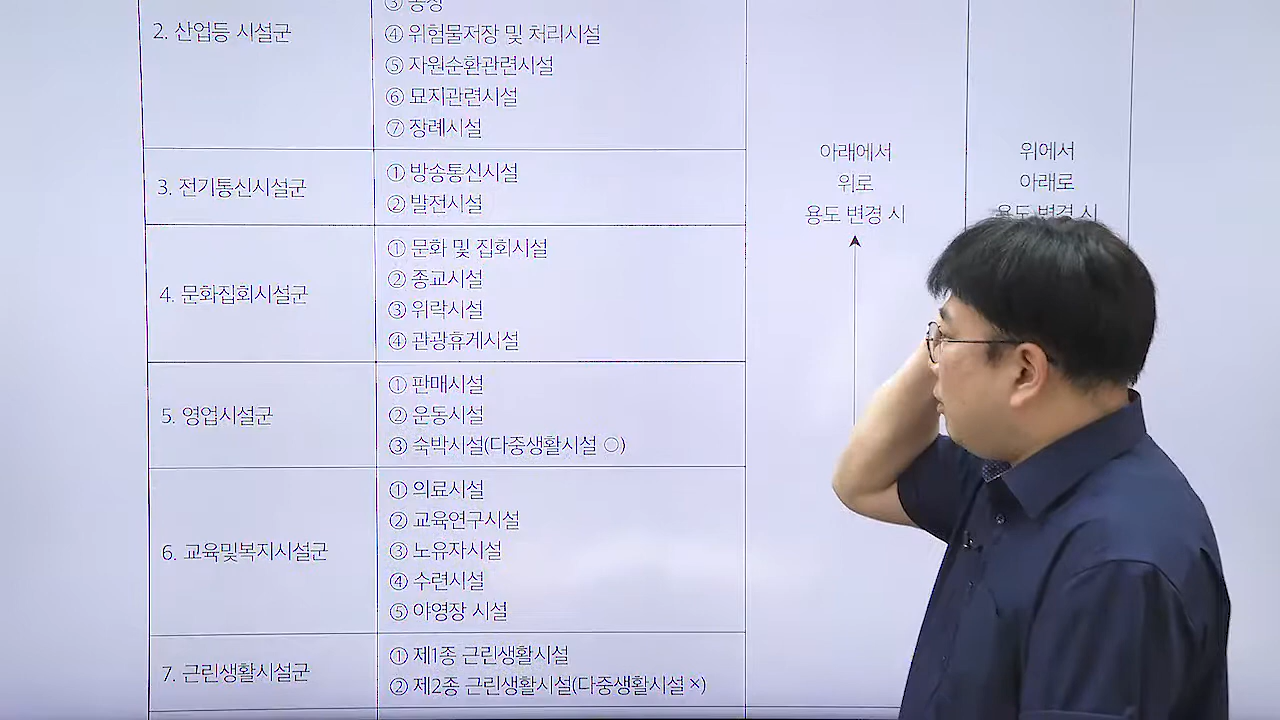 2. 산업등 시설군
③ 공장
④ 위험물저장 및 처리시설
⑤ 자원순환관련시설
⑥ 묘지관련시설
⑦ 장례시설
3. 전기통신시설군
① 방송통신시설
② 발전시설
4. 문화집회시설군
① 문화 및 집회시설
② 종교시설
③ 위락시설
④ 관광휴게시설
5. 영업시설군
① 판매시설
② 운동시설
③ 숙박시설(다중생활시설 ○)
6. 교육및복지시설군
① 의료시설
② 교육연구시설
③ 노유자시설
④ 수련시설
⑤ 야영장 시설
7. 근린생활시설군
① 제1종 근린생활시설
② 제2종 근린생활시설(다중생활시설 ×)
아래에서
위로
용도 변경 시
위에서
아래로
용도 변경 시